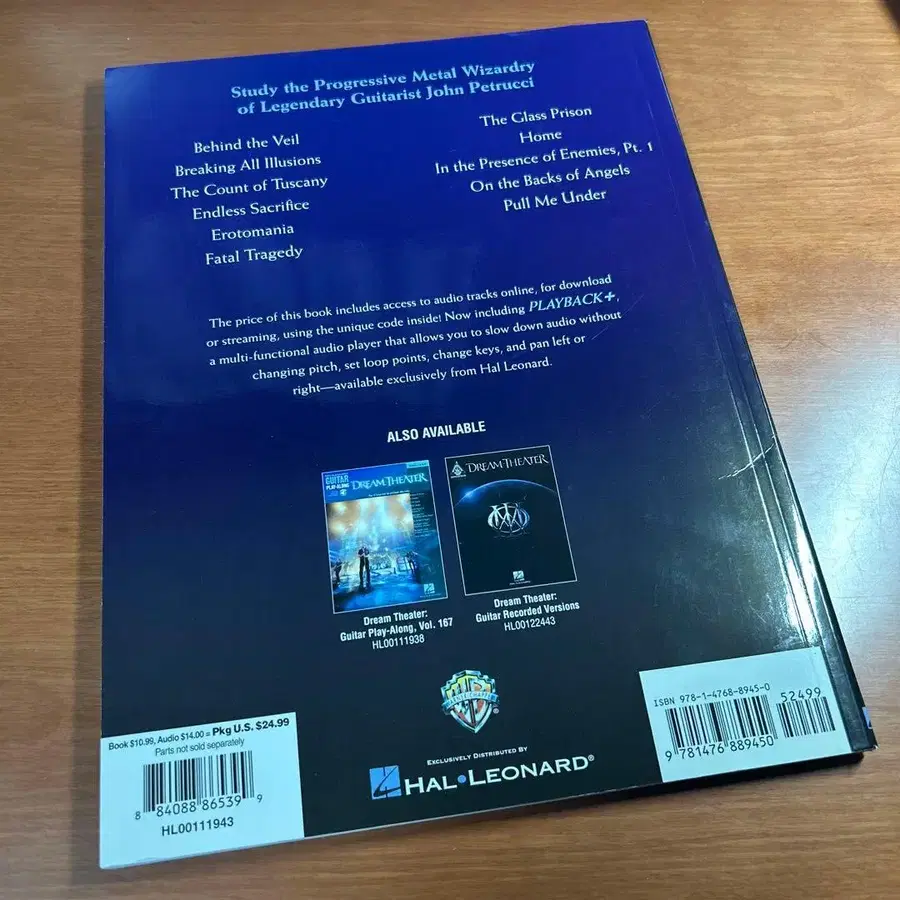 Study the Progressive Metal Wizardry
of Legendary Guitarist John Petrucci
Behind the Veil
Breaking All Illusions
The Count of Tuscany
Endless Sacrifice
Erotomania
Fatal Tragedy
The Glass Prison
Home
In the Presence of Enemies, Pt. 1
On the Backs of Angels
Pull Me Under
The price of this book includes access to audio tracks online, for download
or streaming, using the unique code inside! Now including PLAYBACK+,
a multi-functional audio player that allows you to slow down audio without
changing pitch, set loop points, change keys, and pan left or
right—available exclusively from Hal Leonard.
ALSO AVAILABLE
GUITAR
PLAY-ALONG
DREAM THEATER
DREAM THEATER
Dream Theater:
Guitar Play-Along, Vol. 167
HL00111938
Dream Theater:
Guitar Recorded Versions
HL00122443
EXCLUSIVELY DISTRIBUTED BY
HAL•LEONARD®
Book $10.99, Audio $14.00 = Pkg U.S. $24.99
Parts not sold separately
8 84088 86539 9
HL00111943
ISBN 978-1-4768-8945-0
52499
9 781476 889450